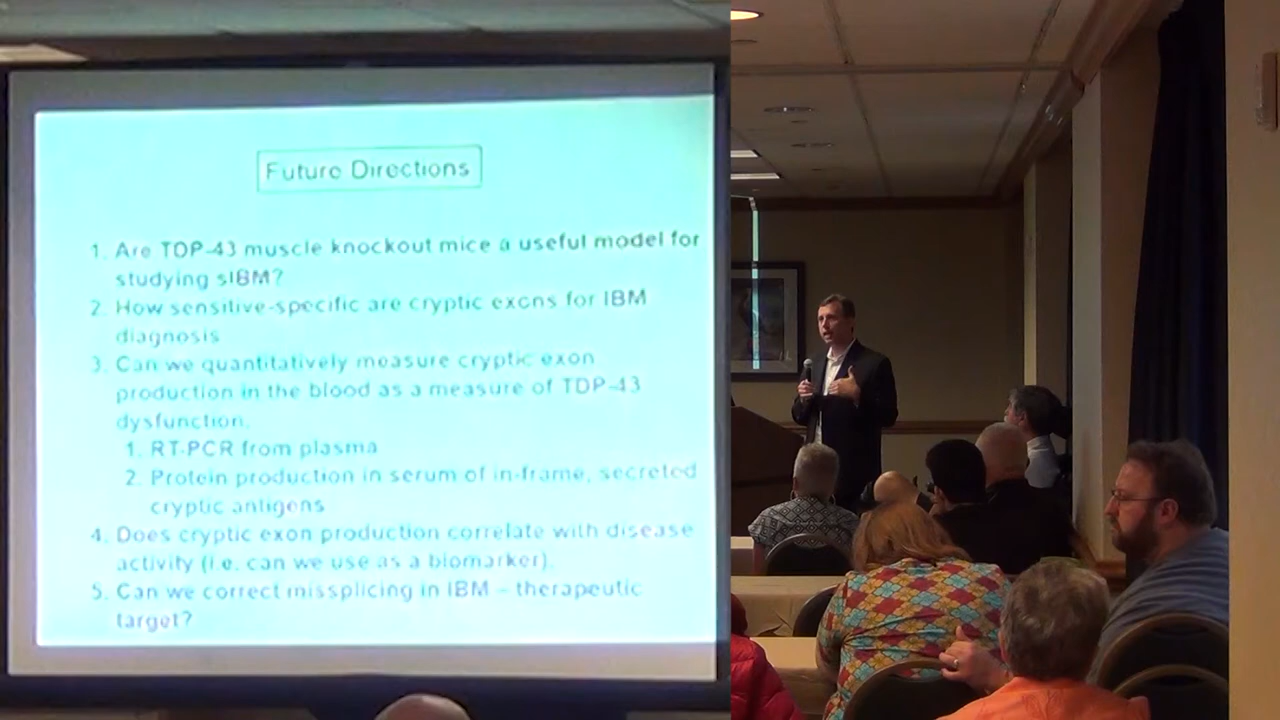 Future Directions
1. Are TDP-43 muscle knockout mice a useful model for
studying sIBM?
2. How sensitive-specific are cryptic exons for IBM
diagnosis
3. Can we quantitatively measure cryptic exon
production in the blood as a measure of TDP-43
dysfunction.
1. RT-PCR from plasma
2. Protein production in serum of in-frame, secreted
cryptic antigens
4. Does cryptic exon production correlate with disease
activity (i.e. can we use as a biomarker).
5. Can we correct missplicing in IBM – therapeutic
target?